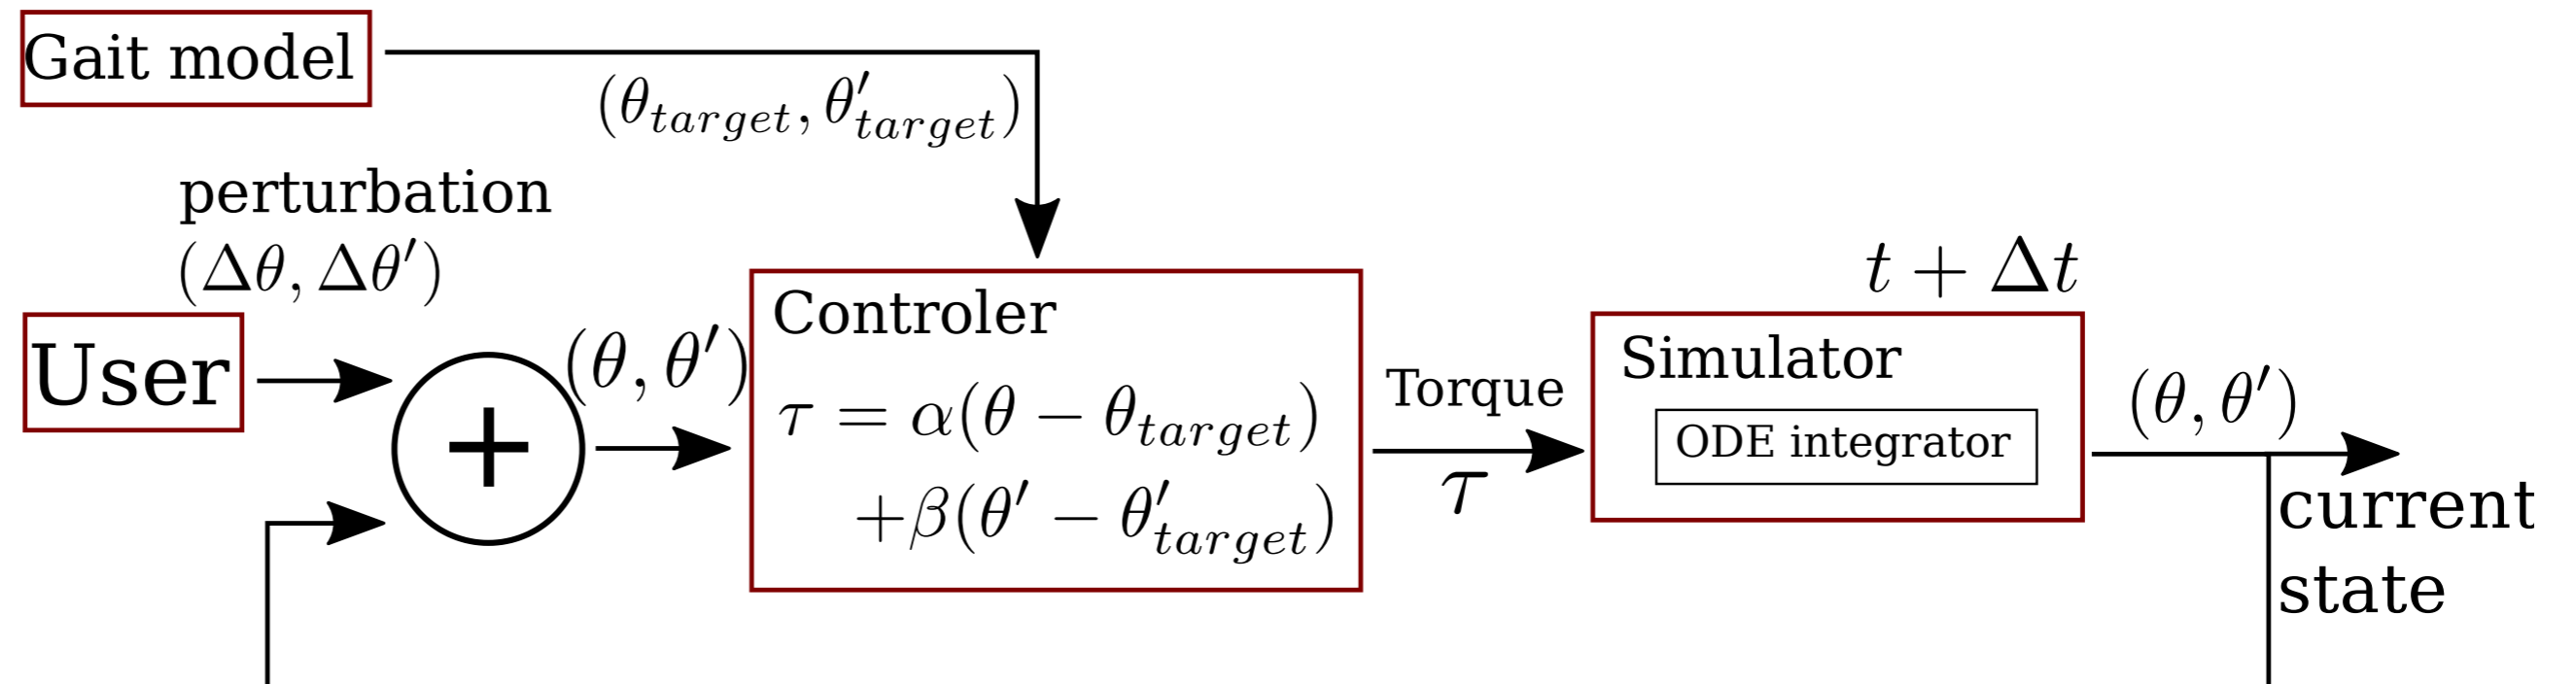 Gait model
(θ_target, θ′_target)
perturbation
(Δθ, Δθ′)
User
+
(θ, θ′)
Controler
τ = α(θ − θ_target)
+β(θ′ − θ′_target)
Torque
τ
t + Δt
Simulator
ODE integrator
(θ, θ′)
current
state